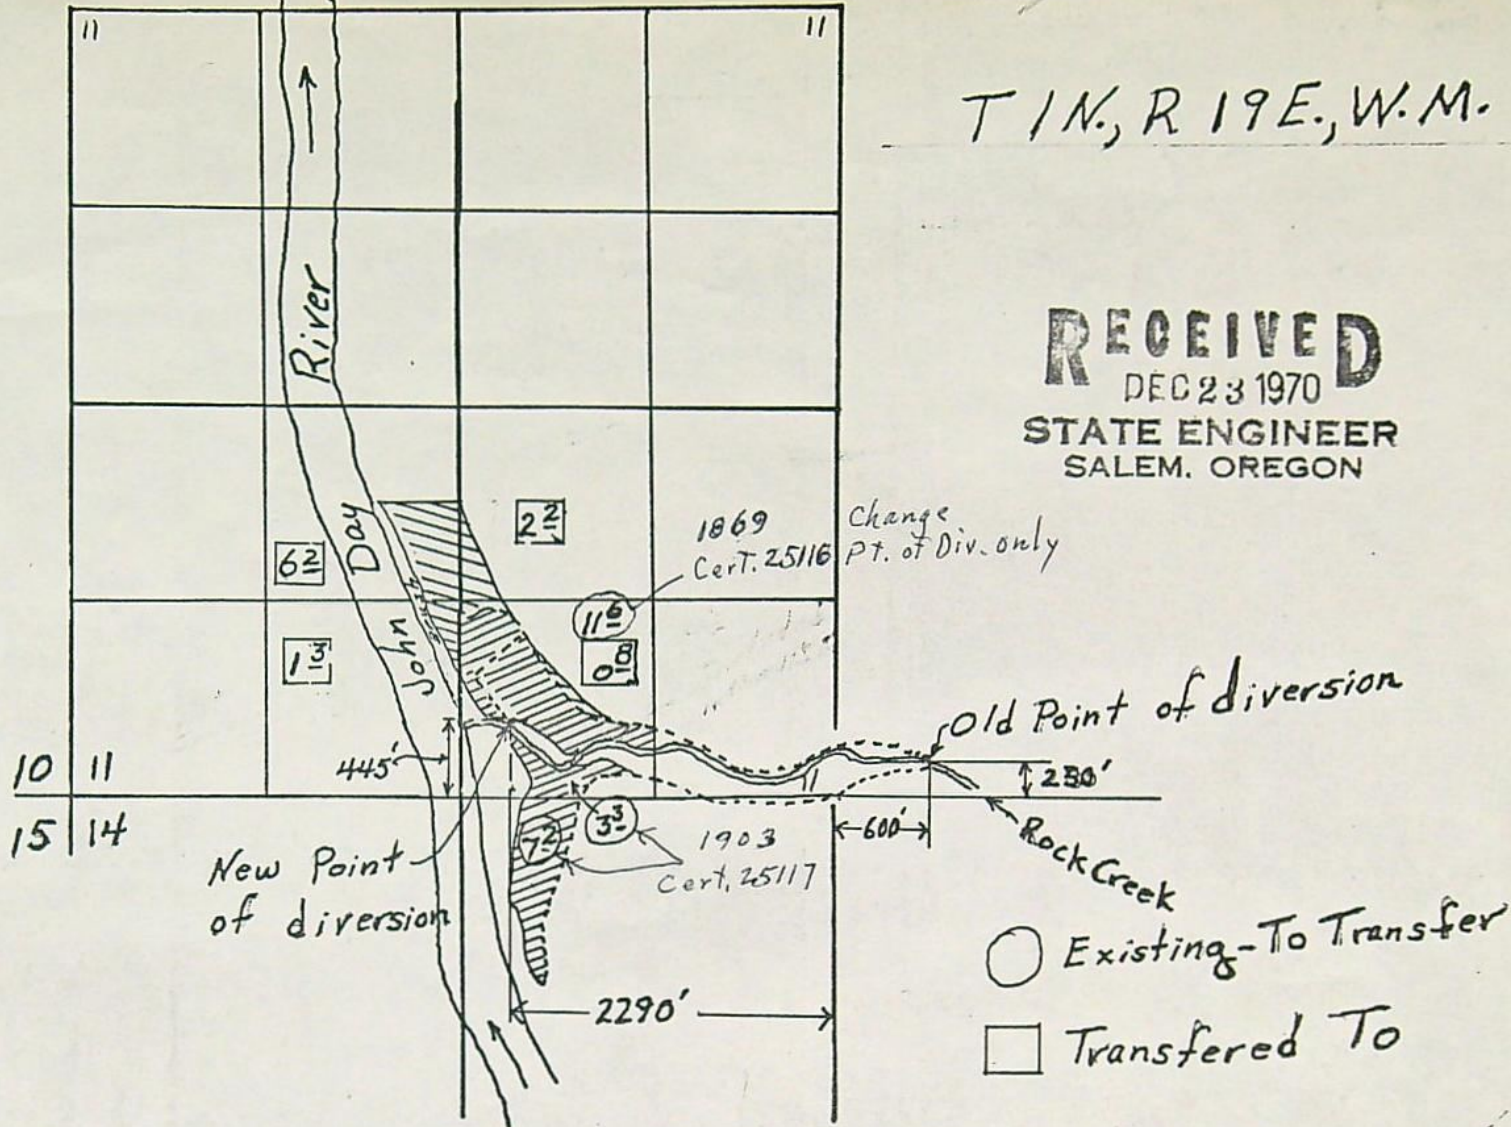 11
11
T 1N., R 19E., W.M.
RECEIVED
DEC 23 1970
STATE ENGINEER
SALEM. OREGON
River
Day
John
2 2
6 2
1869
Cert. 25116
Change
Pt. of Div. only
11 6
1 3
0 8
Old Point of diversion
10 11
445'
15 14
600'
Rock Creek
3 3
7 2
1903
Cert. 25117
New Point
of diversion
2290'
Existing-To Transfer
Transfered To